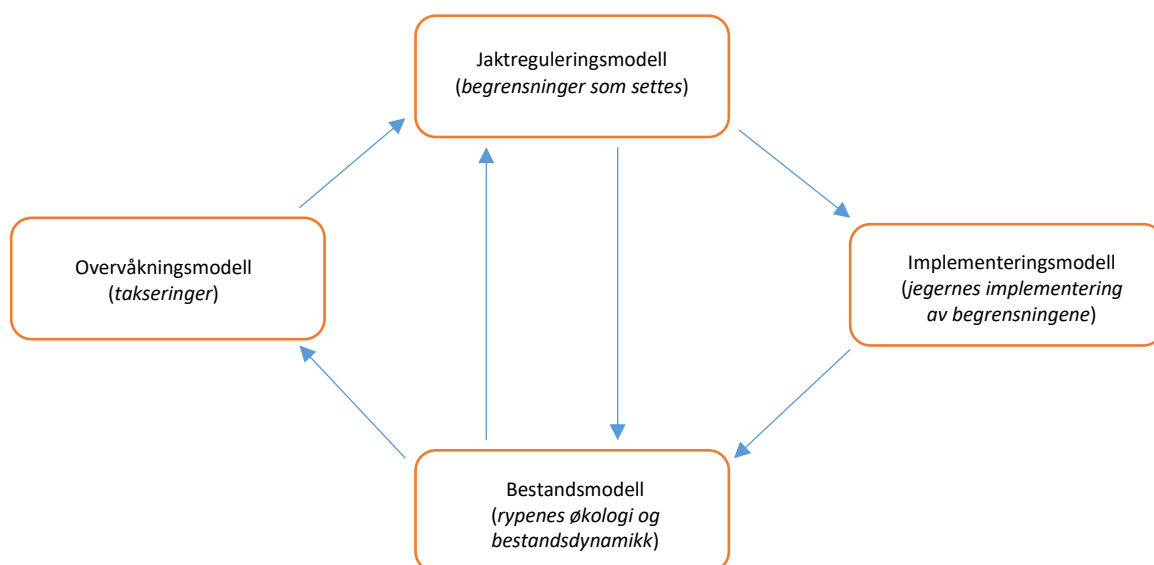 Jaktreguleringsmodell
(begrensninger som settes)
Overvåkningsmodell
(takseringer)
Implementeringsmodell
(jegernes implementering
av begrensningene)
Bestandsmodell
(rypenes økologi og
bestandsdynamikk)